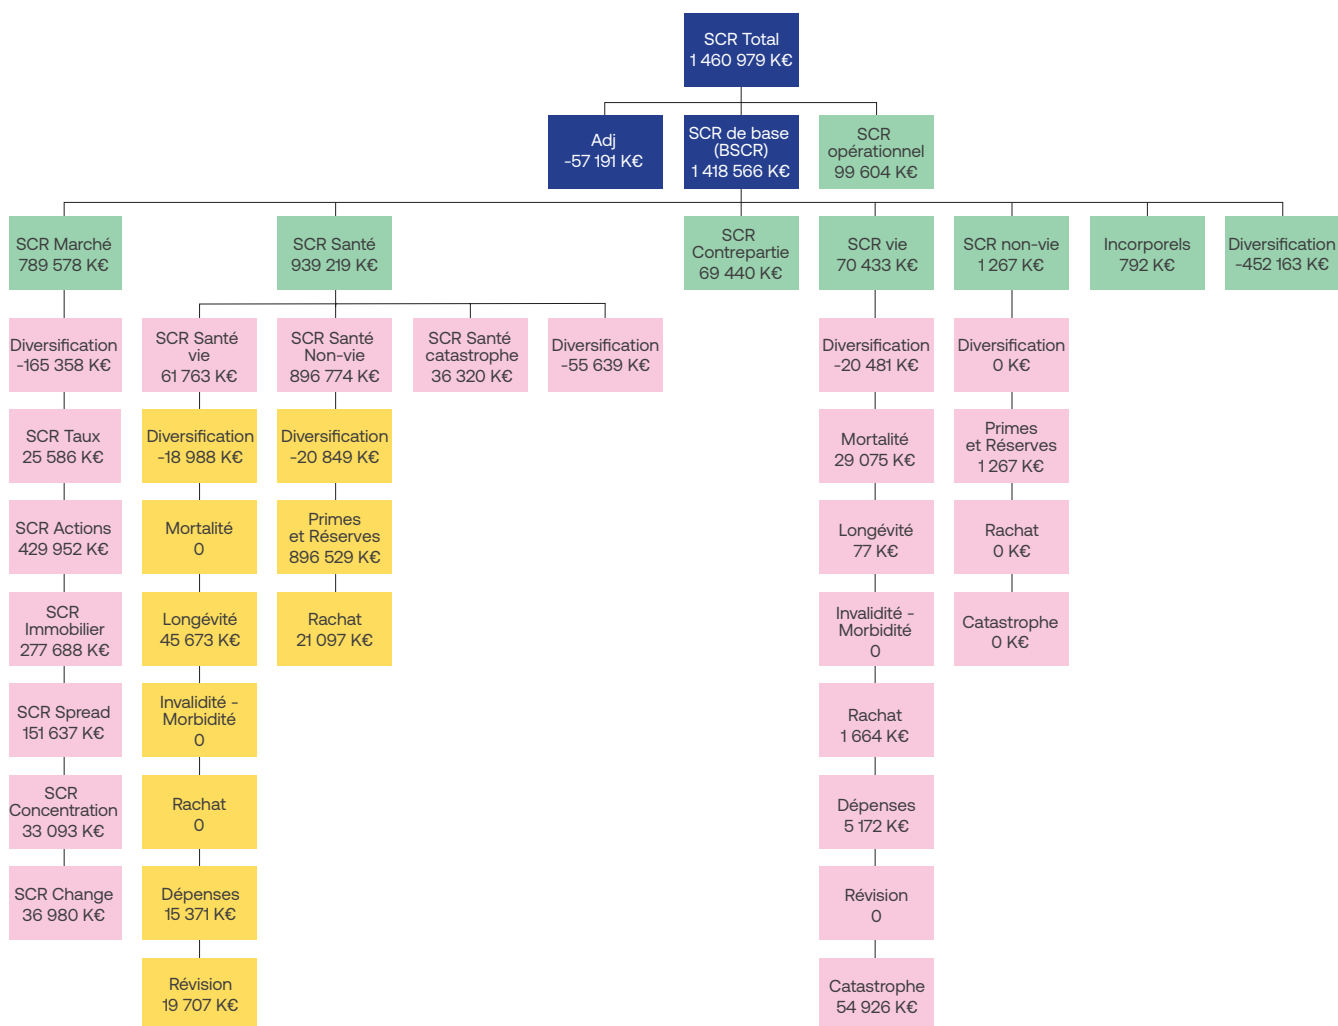 SCR Total
1 460 979 K€
Adj
-57 191 K€
SCR de base
(BSCR)
1 418 566 K€
SCR
opérationnel
99 604 K€
SCR Marché
789 578 K€
SCR Santé
939 219 K€
SCR
Contrepartie
69 440 K€
SCR vie
70 433 K€
SCR non-vie
1 267 K€
Incorporels
792 K€
Diversification
-452 163 K€
Diversification
-165 358 K€
SCR Santé
vie
61 763 K€
SCR Santé
Non-vie
896 774 K€
SCR Santé
catastrophe
36 320 K€
Diversification
-55 639 K€
Diversification
-20 481 K€
Diversification
0 K€
SCR Taux
25 586 K€
Diversification
-18 988 K€
Diversification
-20 849 K€
Mortalité
29 075 K€
Primes
et Réserves
1 267 K€
SCR Actions
429 952 K€
Mortalité
0
Primes
et Réserves
896 529 K€
Longévité
77 K€
Rachat
0 K€
SCR
Immobilier
277 688 K€
Longévité
45 673 K€
Rachat
21 097 K€
Invalidité -
Morbidité
0
Catastrophe
0 K€
SCR Spread
151 637 K€
Invalidité -
Morbidité
0
Rachat
1 664 K€
SCR
Concentration
33 093 K€
Rachat
0
Dépenses
5 172 K€
SCR Change
36 980 K€
Dépenses
15 371 K€
Révision
0
Révision
19 707 K€
Catastrophe
54 926 K€